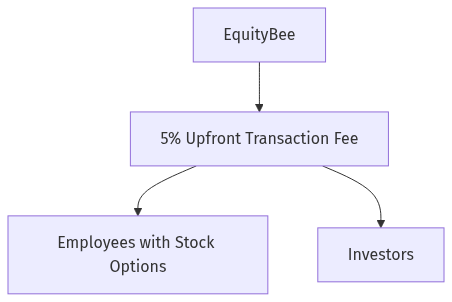 EquityBee
5% Upfront Transaction Fee
Employees with Stock
Options
Investors